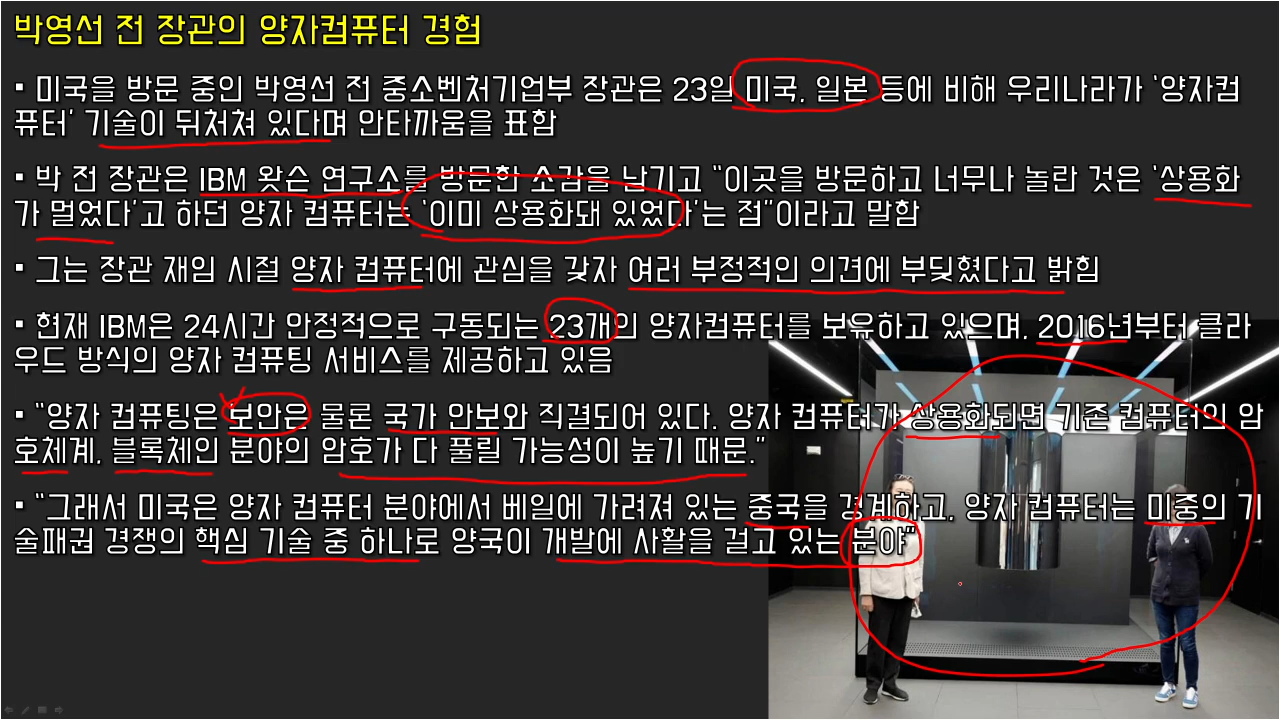 박영선 전 장관의 양자컴퓨터 경험
▪ 미국을 방문 중인 박영선 전 중소벤처기업부 장관은 23일 미국, 일본 등에 비해 우리나라가 '양자컴
퓨터' 기술이 뒤처져 있다며 안타까움을 표함
▪ 박 전 장관은 IBM 왓슨 연구소를 방문한 소감을 남기고 "이곳을 방문하고 너무나 놀란 것은 '상용화
가 멀었다'고 하던 양자 컴퓨터는 '이미 상용화돼 있었다'는 점"이라고 말함
▪ 그는 장관 재임 시절 양자 컴퓨터에 관심을 갖자 여러 부정적인 의견에 부딪혔다고 밝힘
▪ 현재 IBM은 24시간 안정적으로 구동되는 23개의 양자컴퓨터를 보유하고 있으며, 2016년부터 클라
우드 방식의 양자 컴퓨팅 서비스를 제공하고 있음
▪ "양자 컴퓨팅은 보안은 물론 국가 안보와 직결되어 있다. 양자 컴퓨터가 상용화되면 기존 컴퓨터의 암
호체계, 블록체인 분야의 암호가 다 풀릴 가능성이 높기 때문."
▪ "그래서 미국은 양자 컴퓨터 분야에서 베일에 가려져 있는 중국을 경계하고, 양자 컴퓨터는 미중의 기
술패권 경쟁의 핵심 기술 중 하나로 양국이 개발에 사활을 걸고 있는 분야"